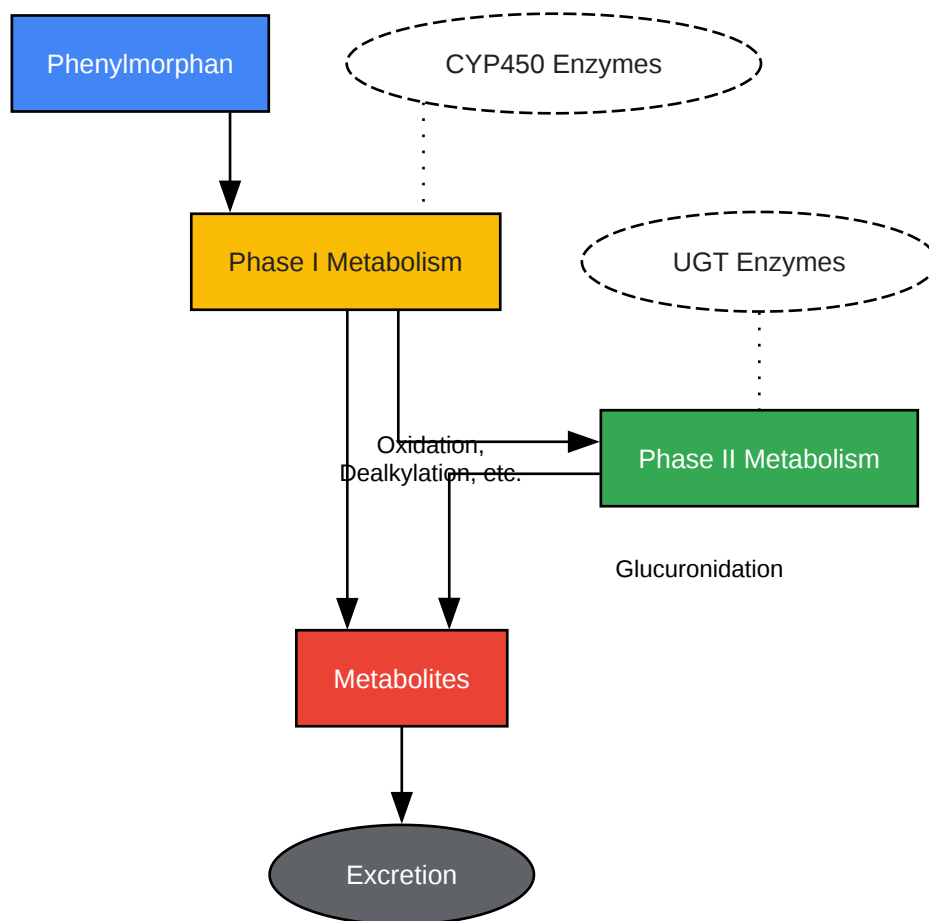 Phenylmorphan
CYP450 Enzymes
Phase I Metabolism
UGT Enzymes
Oxidation,
Dealkylation, etc.
Phase II Metabolism
Glucuronidation
Metabolites
Excretion